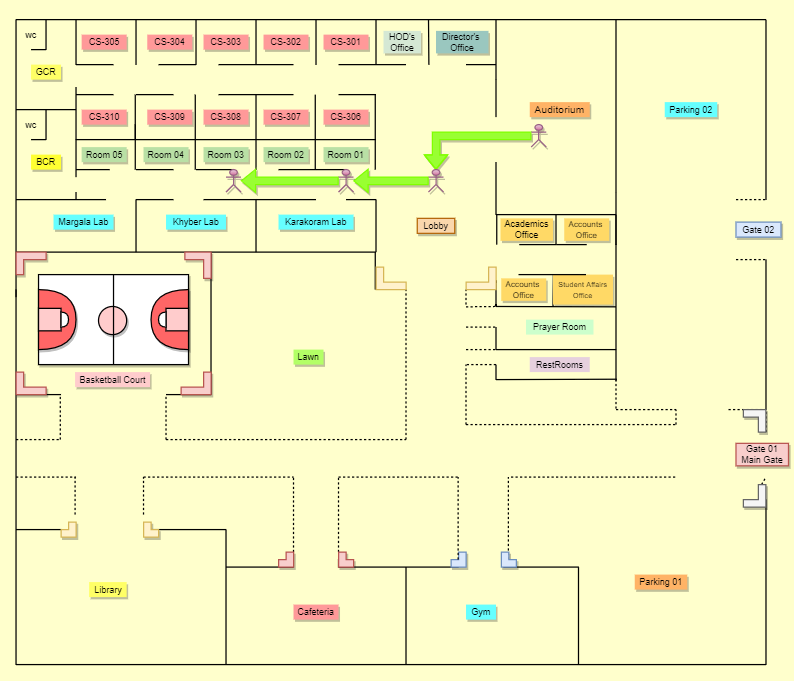 wc
CS-305
CS-304
CS-303
CS-302
CS-301
HOD's
Office
Director's
Office
GCR
CS-310
CS-309
CS-308
CS-307
CS-306
Auditorium
Parking 02
wc
BCR
Room 05
Room 04
Room 03
Room 02
Room 01
Margala Lab
Khyber Lab
Karakoram Lab
Lobby
Academics
Office
Accounts
Office
Gate 02
Accounts
Office
Student Affairs
Office
Prayer Room
Lawn
RestRooms
Basketball Court
Gate 01
Main Gate
Library
Cafeteria
Gym
Parking 01